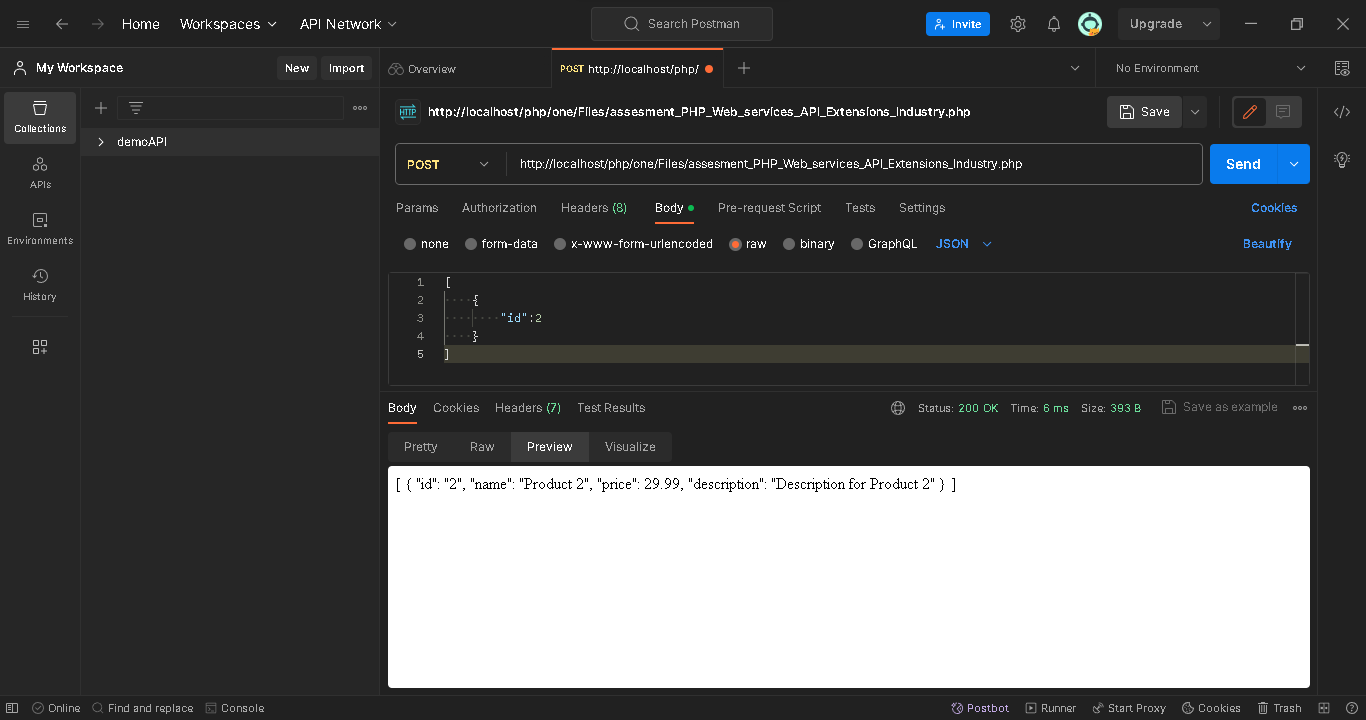 Home Workspaces API Network Search Postman Invite Upgrade
My Workspace New Import Overview POST http://localhost/php/ No Environment
Collections
APIs
Environments
History
demoAPI
HTTP http://localhost/php/one/Files/assesment_PHP_Web_services_API_Extensions_Industry.php Save
POST http://localhost/php/one/Files/assesment_PHP_Web_services_API_Extensions_Industry.php Send
Params Authorization Headers (8) Body Pre-request Script Tests Settings Cookies
none form-data x-www-form-urlencoded raw binary GraphQL JSON Beautify
1 [
2 {
3 "id":2
4 }
5 ]
Body Cookies Headers (7) Test Results Status: 200 OK Time: 6 ms Size: 393 B Save as example
Pretty Raw Preview Visualize
[ { "id": "2", "name": "Product 2", "price": 29.99, "description": "Description for Product 2" } ]
Online Find and replace Console Postbot Runner Start Proxy Cookies Trash